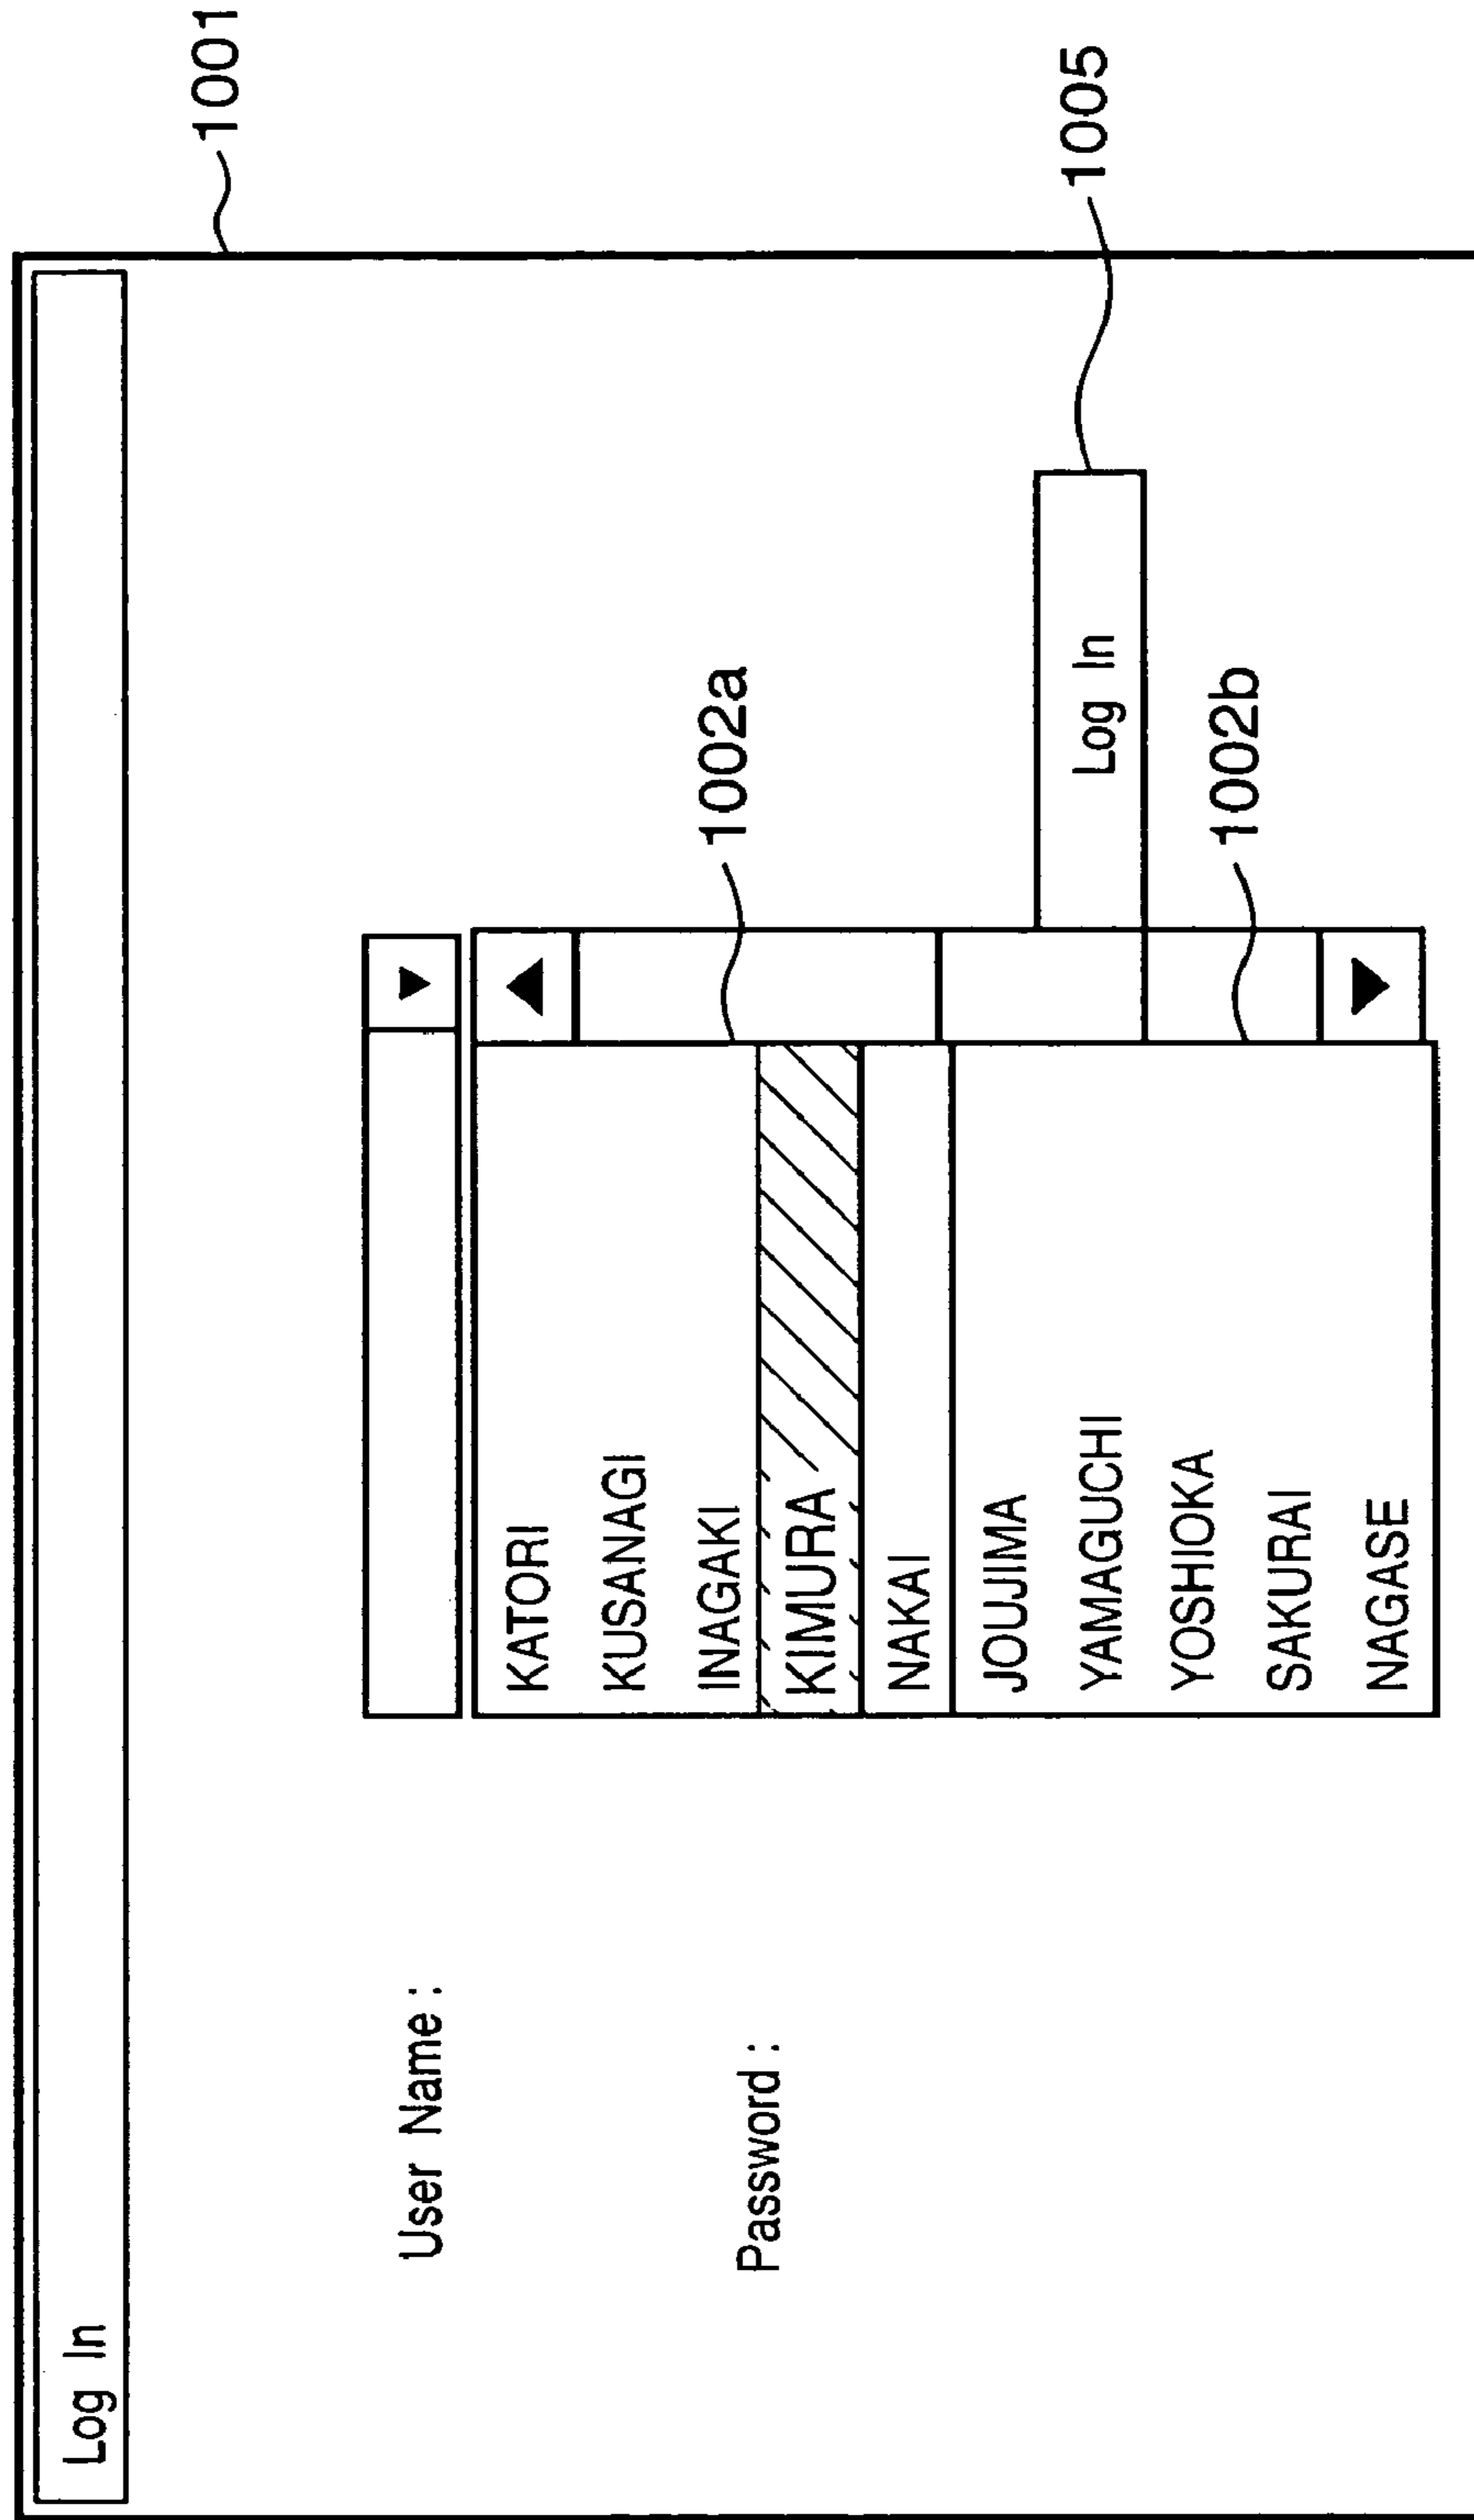 Log In
1001
User Name :
KATORI
KUSANAGI
INAGAKI
1002a
Password :
KIMURA
NAKAI
JOUJIMA
1005
Log In
YAMAGUCHI
YOSHIOKA
1002b
SAKURAI
NAGASE